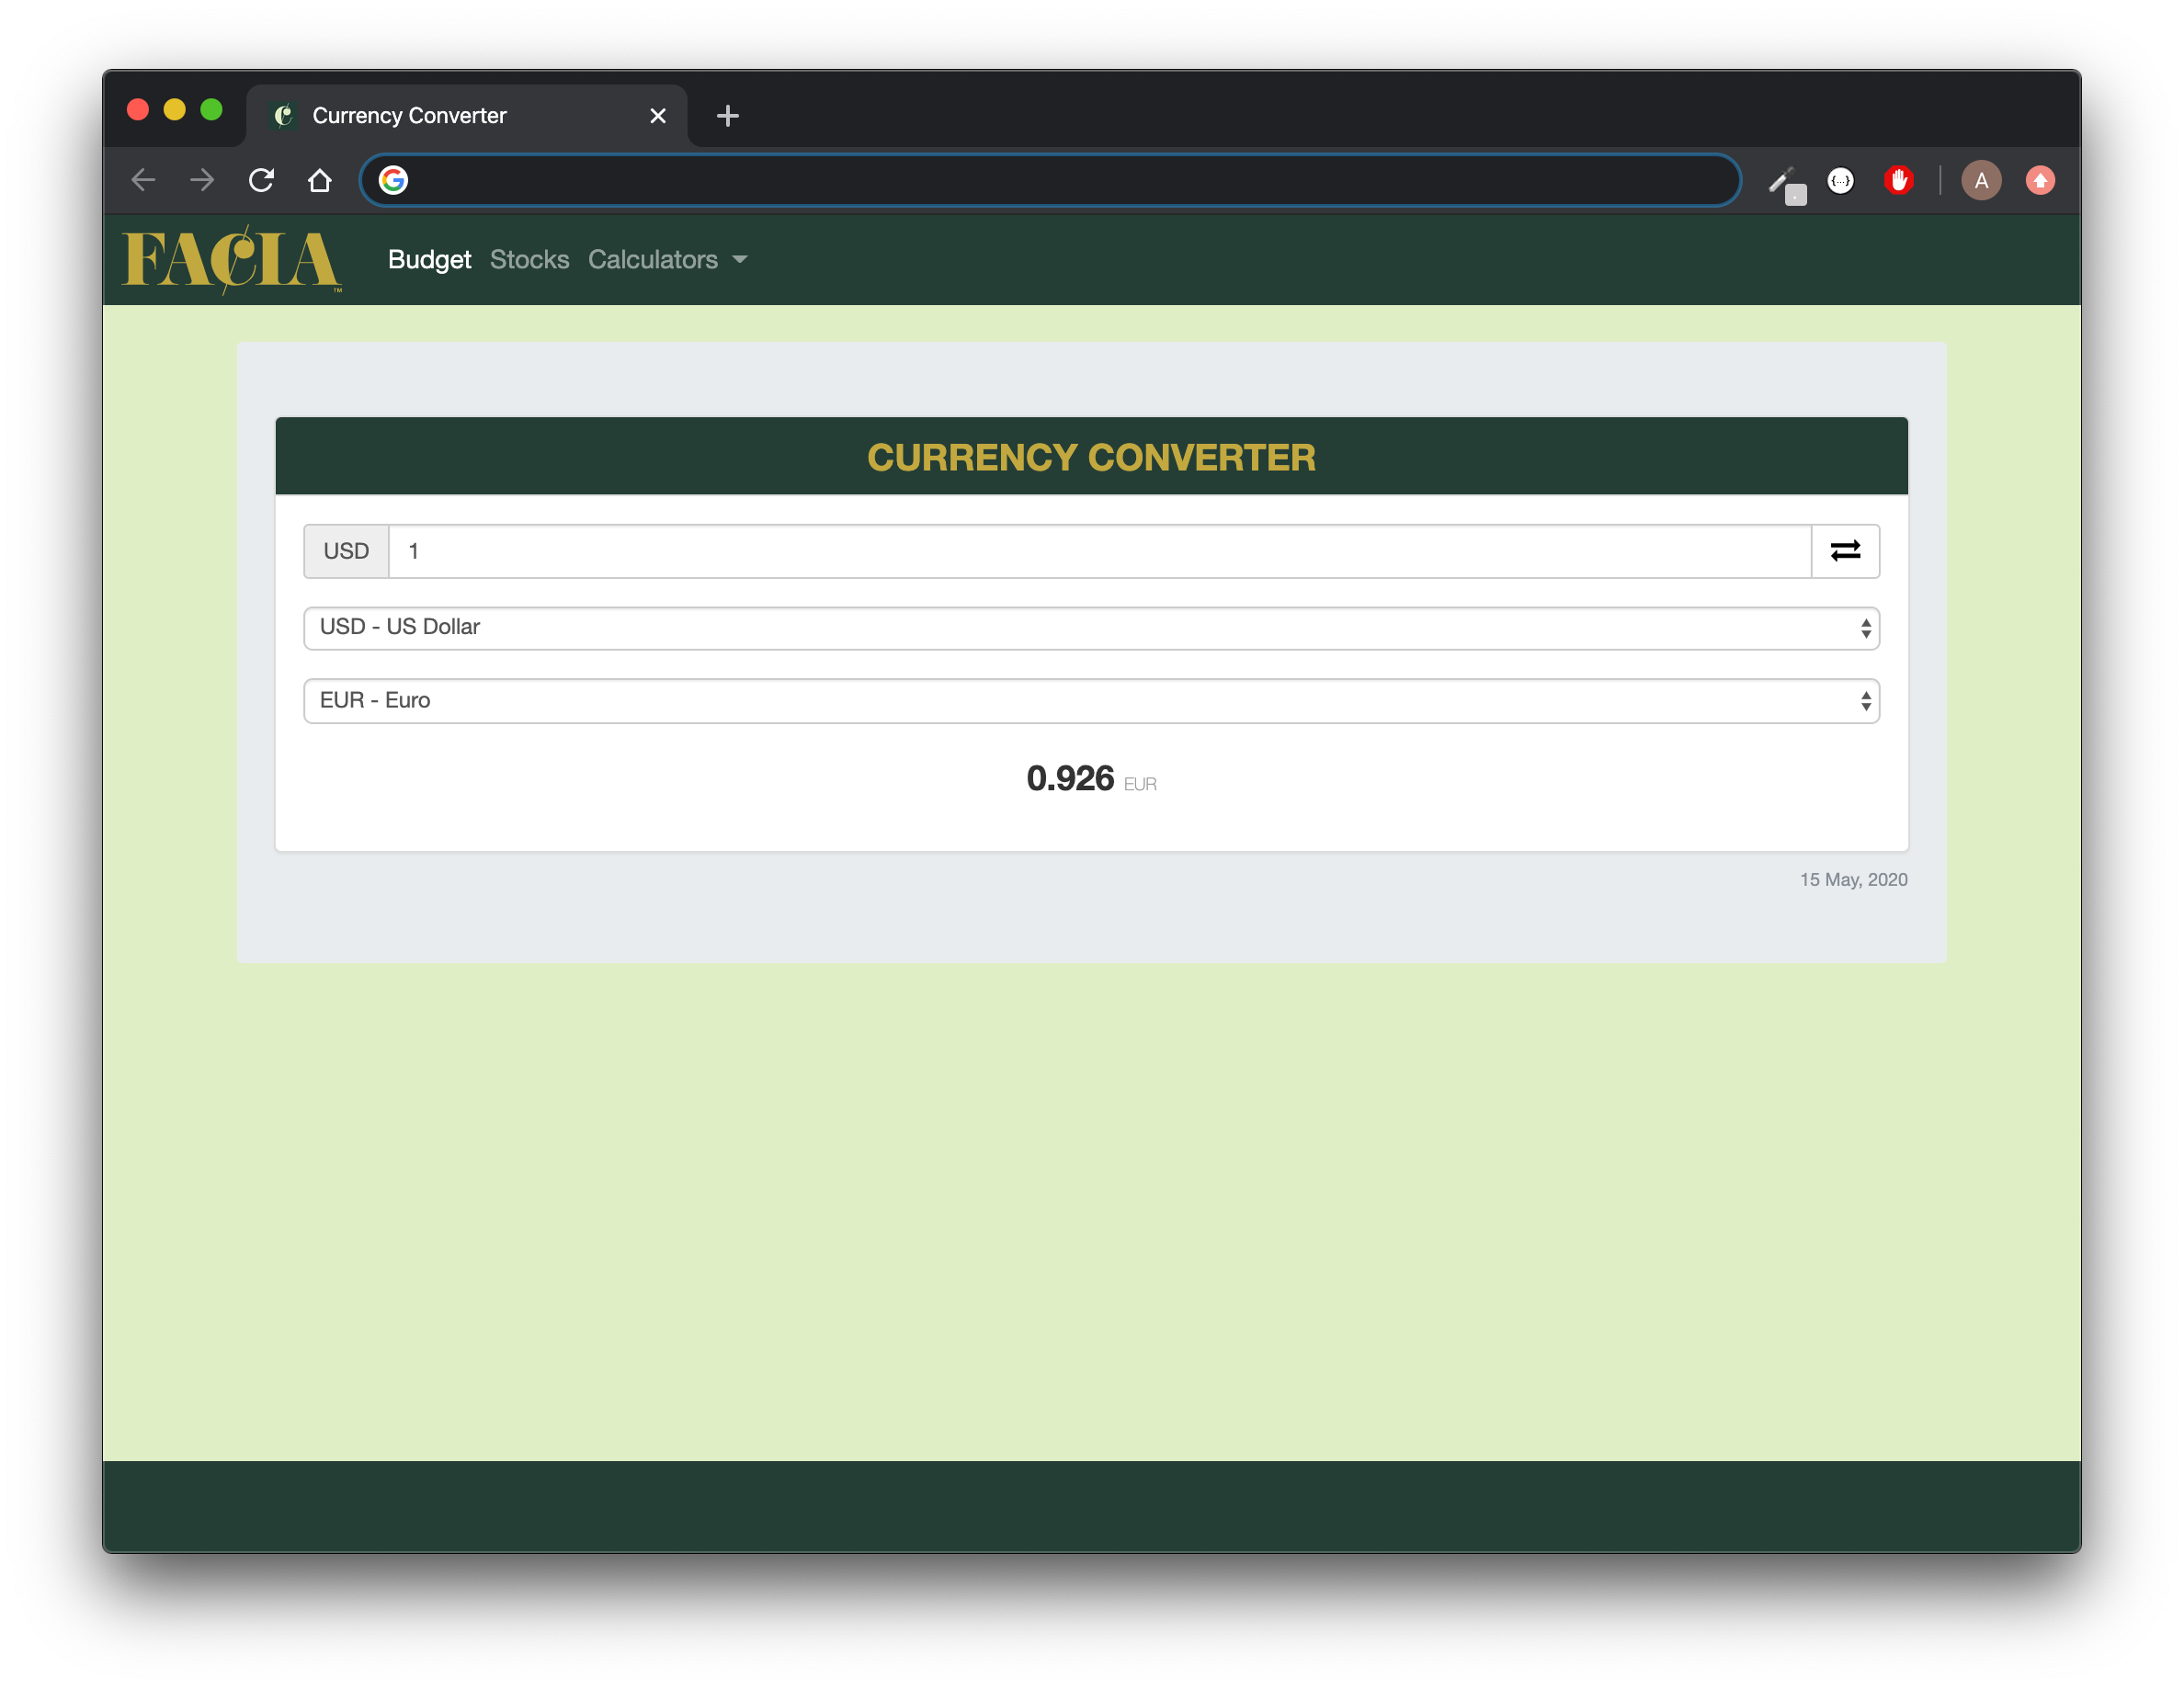 Currency Converter
A
FACIA™
Budget Stocks Calculators
CURRENCY CONVERTER
USD 1
USD - US Dollar
EUR - Euro
0.926 EUR
15 May, 2020